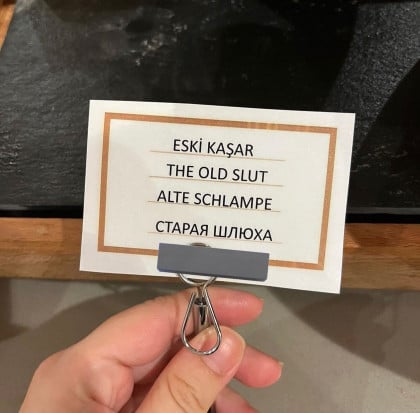 ESKİ KAŞAR
THE OLD SLUT
ALTE SCHLAMPE
СТАРАЯ ШЛЮХА